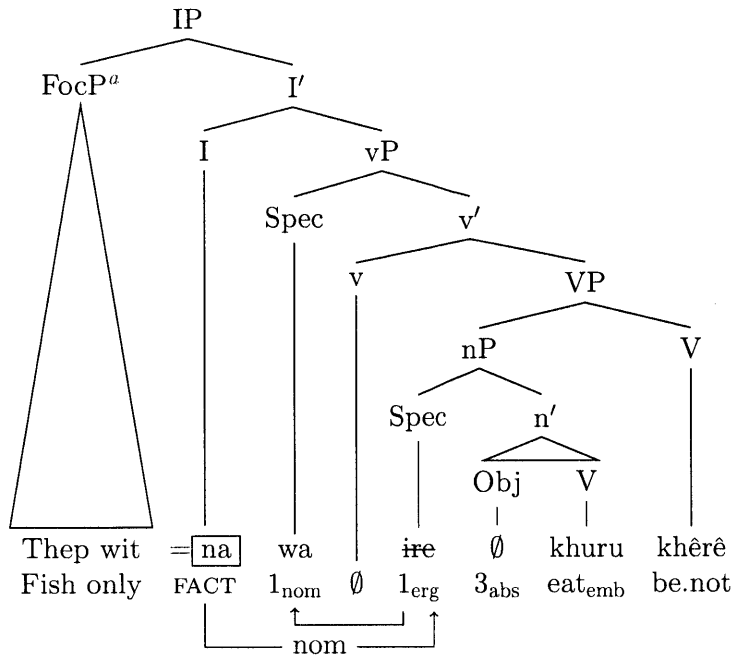 IP
FocPᵃ I′
I vP
Spec v′
v VP
nP V
Spec n′
Obj V
Thep wit =na wa ire ∅ khuru khêrê
Fish only FACT 1nom ∅ 1erg 3abs eatemb be.not
nom